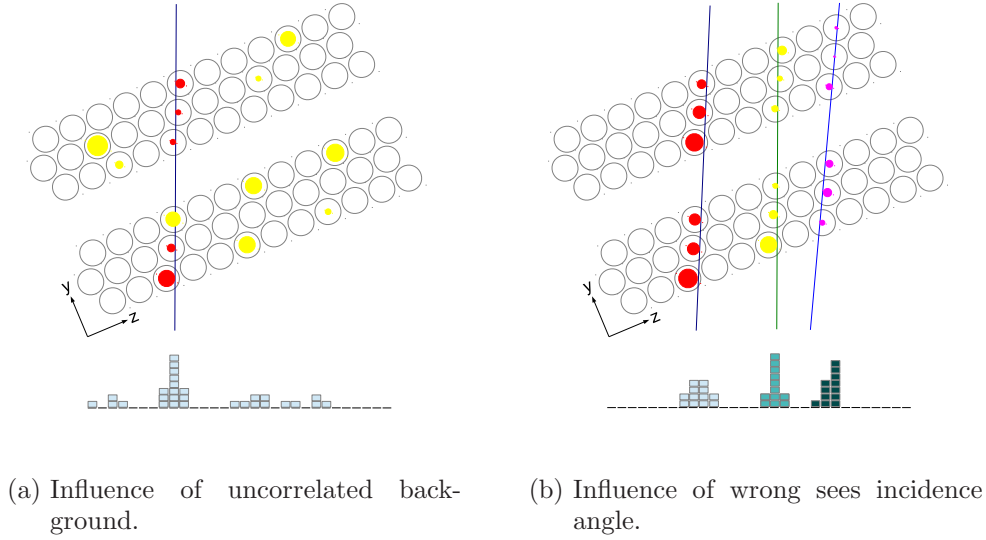 y
z
y
z
(a) Influence of uncorrelated back-
ground.
(b) Influence of wrong sees incidence
angle.